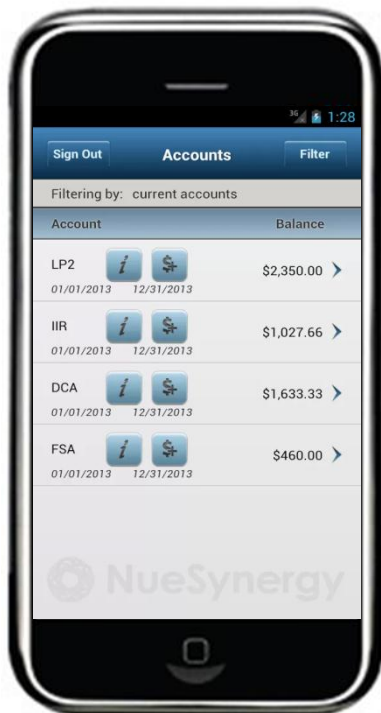 3G 1:28
Sign Out Accounts Filter
Filtering by: current accounts
Account Balance
LP2 i $+ $2,350.00
01/01/2013 12/31/2013
IIR i $+ $1,027.66
01/01/2013 12/31/2013
DCA i $+ $1,633.33
01/01/2013 12/31/2013
FSA i $+ $460.00
01/01/2013 12/31/2013
NueSynergy